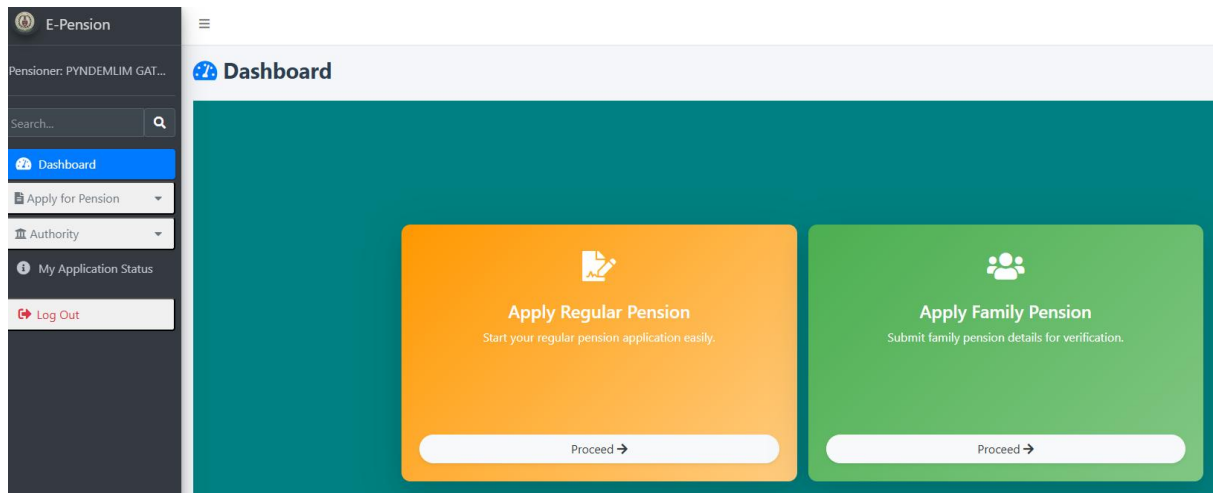 E-Pension
Pensioner: PYNDEMLIM GAT...
Search...
Dashboard
Apply for Pension
Authority
My Application Status
Log Out
Dashboard
Apply Regular Pension
Start your regular pension application easily.
Proceed →
Apply Family Pension
Submit family pension details for verification.
Proceed →